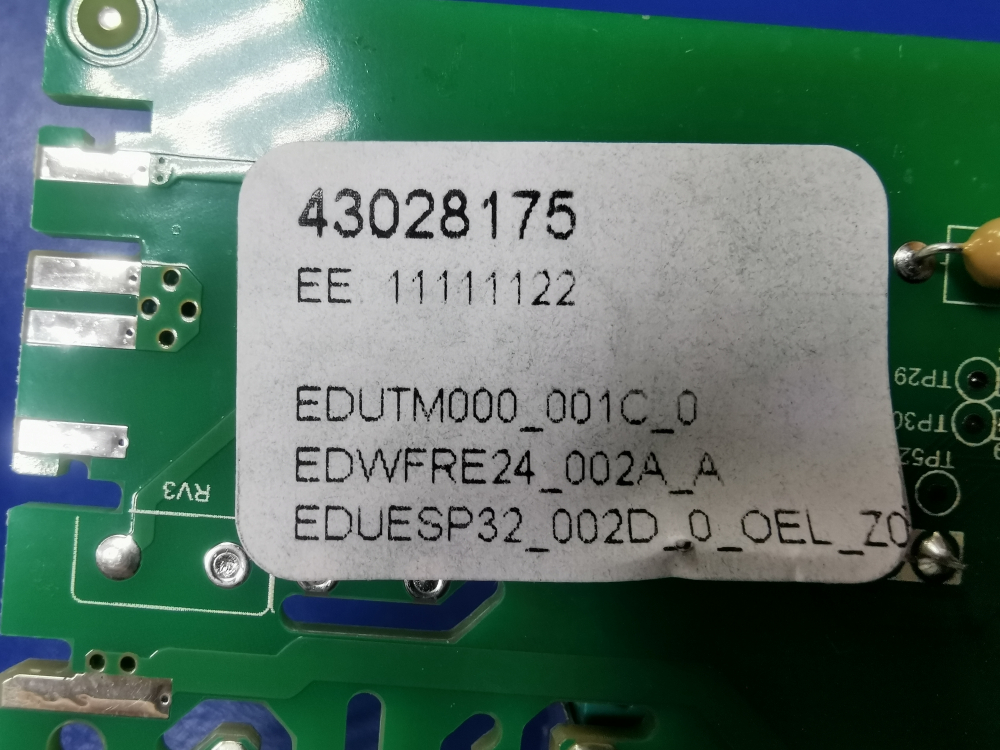 43028175
EE 11111122
EDUTM000_001C_0
EDWFRE24_002A_A
EDUESP32_002D_0_OEL_Z0
TP29
TP30
TP52
RV3